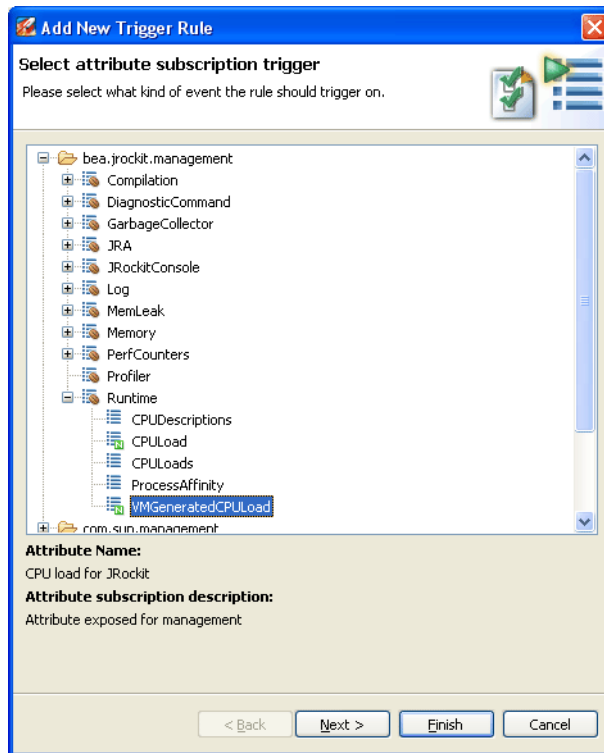 Add New Trigger Rule
Select attribute subscription trigger
Please select what kind of event the rule should trigger on.
bea.jrockit.management
Compilation
DiagnosticCommand
GarbageCollector
JRA
JRockitConsole
Log
MemLeak
Memory
PerfCounters
Profiler
Runtime
CPUDescriptions
CPULoad
CPULoads
ProcessAffinity
VMGeneratedCPULoad
com.sun.management
Attribute Name:
CPU load for JRockit
Attribute subscription description:
Attribute exposed for management
< Back Next > Finish Cancel